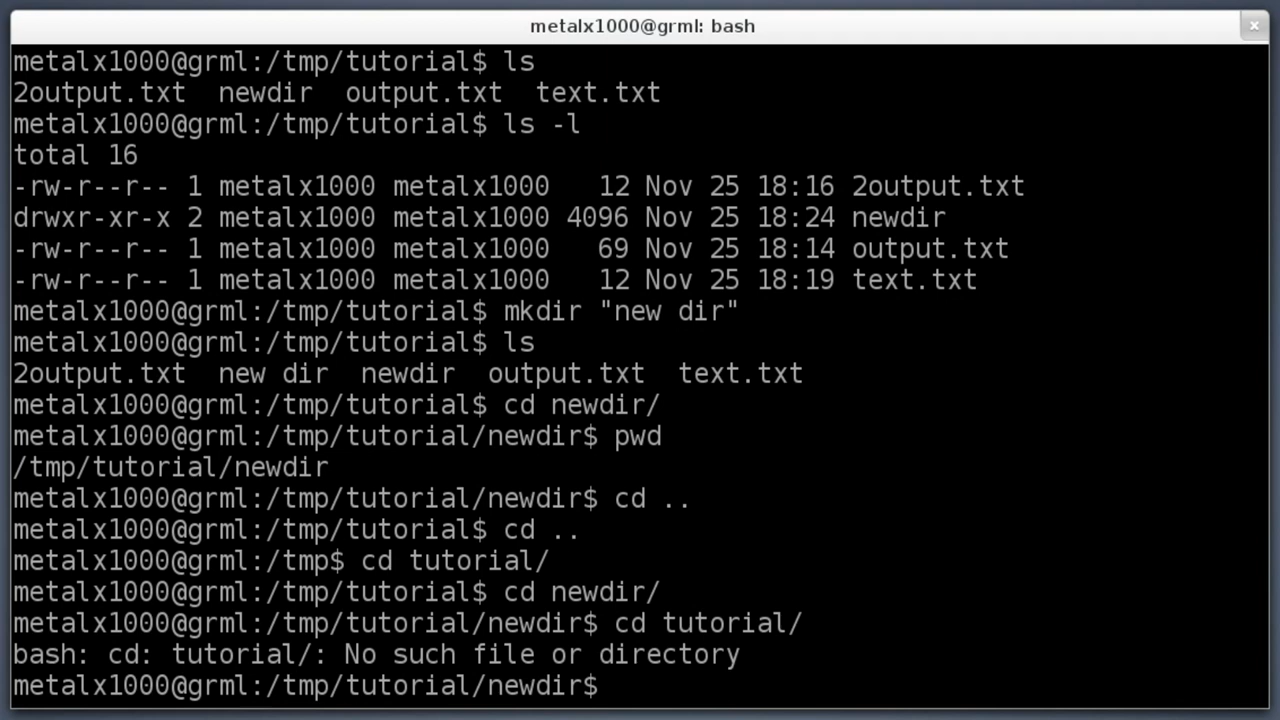 metalx1000@grml: bash
metalx1000@grml:/tmp/tutorial$ ls
2output.txt  newdir  output.txt  text.txt
metalx1000@grml:/tmp/tutorial$ ls -l
total 16
-rw-r--r-- 1 metalx1000 metalx1000   12 Nov 25 18:16 2output.txt
drwxr-xr-x 2 metalx1000 metalx1000 4096 Nov 25 18:24 newdir
-rw-r--r-- 1 metalx1000 metalx1000   69 Nov 25 18:14 output.txt
-rw-r--r-- 1 metalx1000 metalx1000   12 Nov 25 18:19 text.txt
metalx1000@grml:/tmp/tutorial$ mkdir "new dir"
metalx1000@grml:/tmp/tutorial$ ls
2output.txt  new dir  newdir  output.txt  text.txt
metalx1000@grml:/tmp/tutorial$ cd newdir/
metalx1000@grml:/tmp/tutorial/newdir$ pwd
/tmp/tutorial/newdir
metalx1000@grml:/tmp/tutorial/newdir$ cd ..
metalx1000@grml:/tmp/tutorial$ cd ..
metalx1000@grml:/tmp$ cd tutorial/
metalx1000@grml:/tmp/tutorial$ cd newdir/
metalx1000@grml:/tmp/tutorial/newdir$ cd tutorial/
bash: cd: tutorial/: No such file or directory
metalx1000@grml:/tmp/tutorial/newdir$